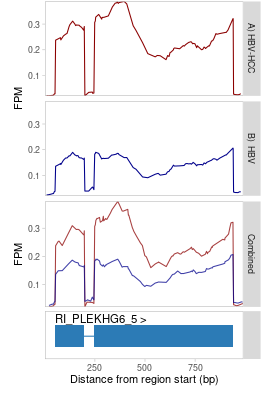 0.3
0.2
0.1
A) HBV-HCC
FPM
0.3
0.2
0.1
B) HBV
0.3
0.2
0.1
Combined
FPM
RI_PLEKHG6_5 >
250
500
750
Distance from region start (bp)